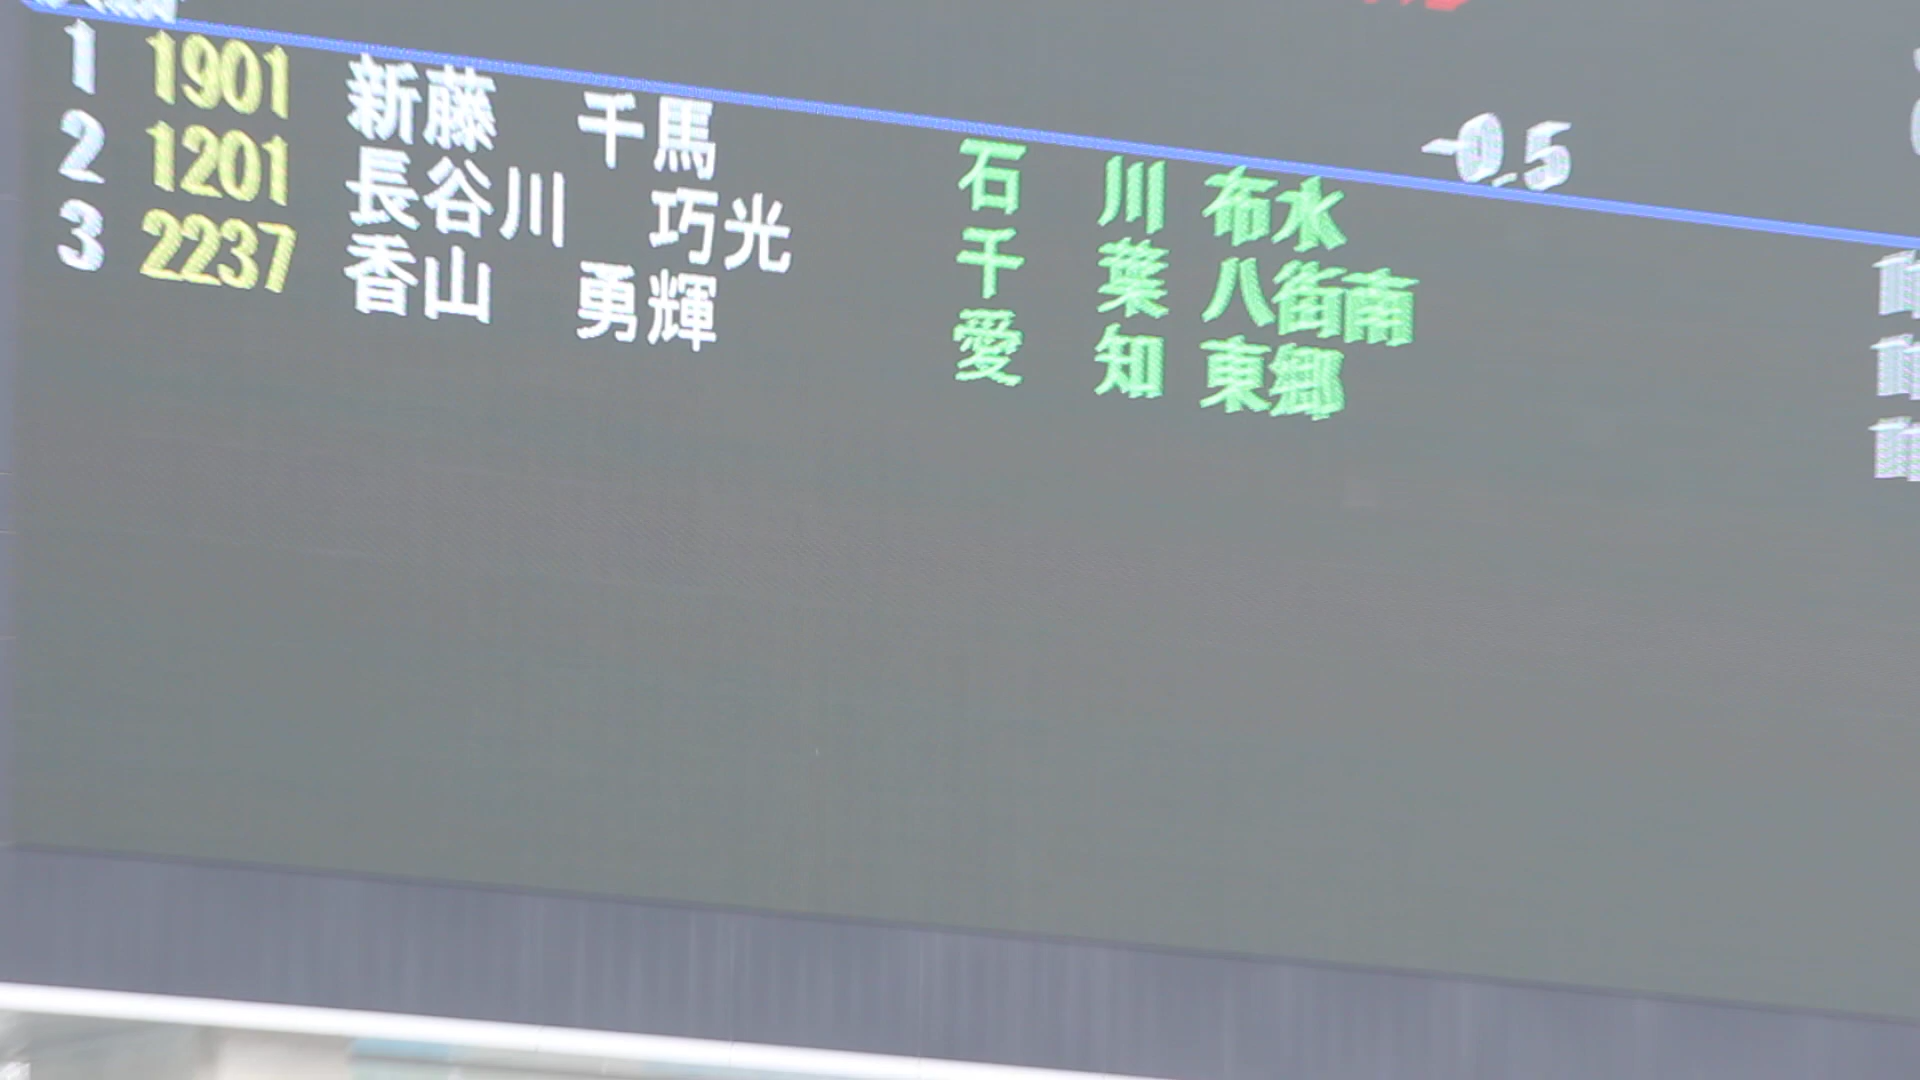 1 1901 新藤 千馬 石 川 布水 -0.5
2 1201 長谷川 巧光 千 葉 八街南
3 2237 香山 勇輝 愛 知 東郷